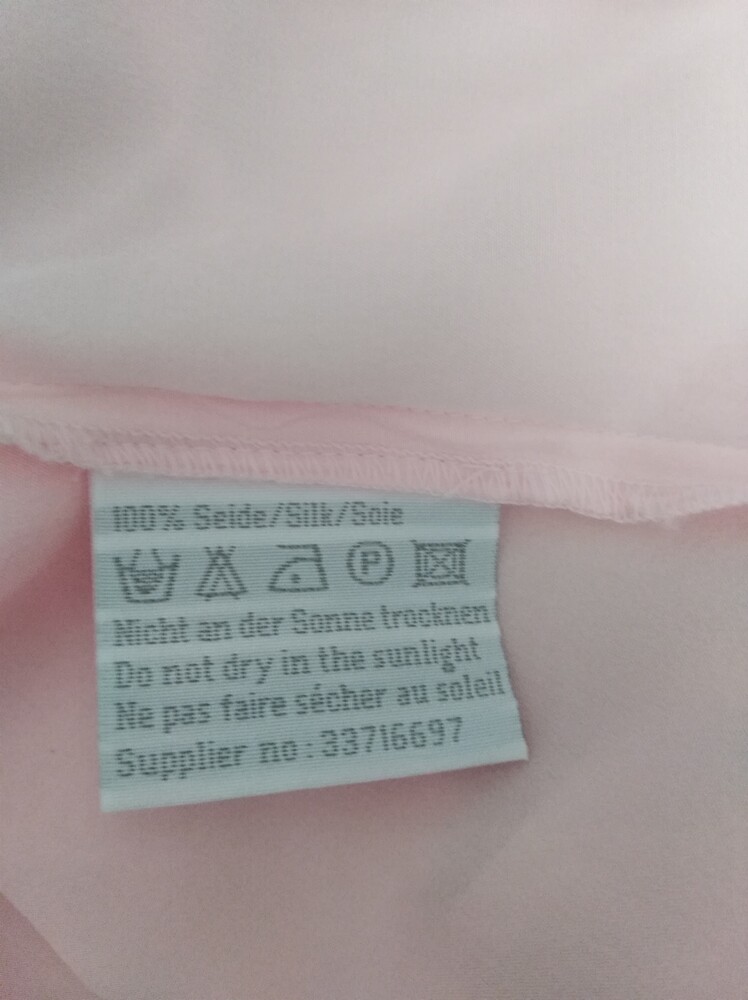 100% Seide/Silk/Soie
P
Nicht an der Sonne trocknen
Do not dry in the sunlight
Ne pas faire sécher au soleil
Supplier no : 33716697